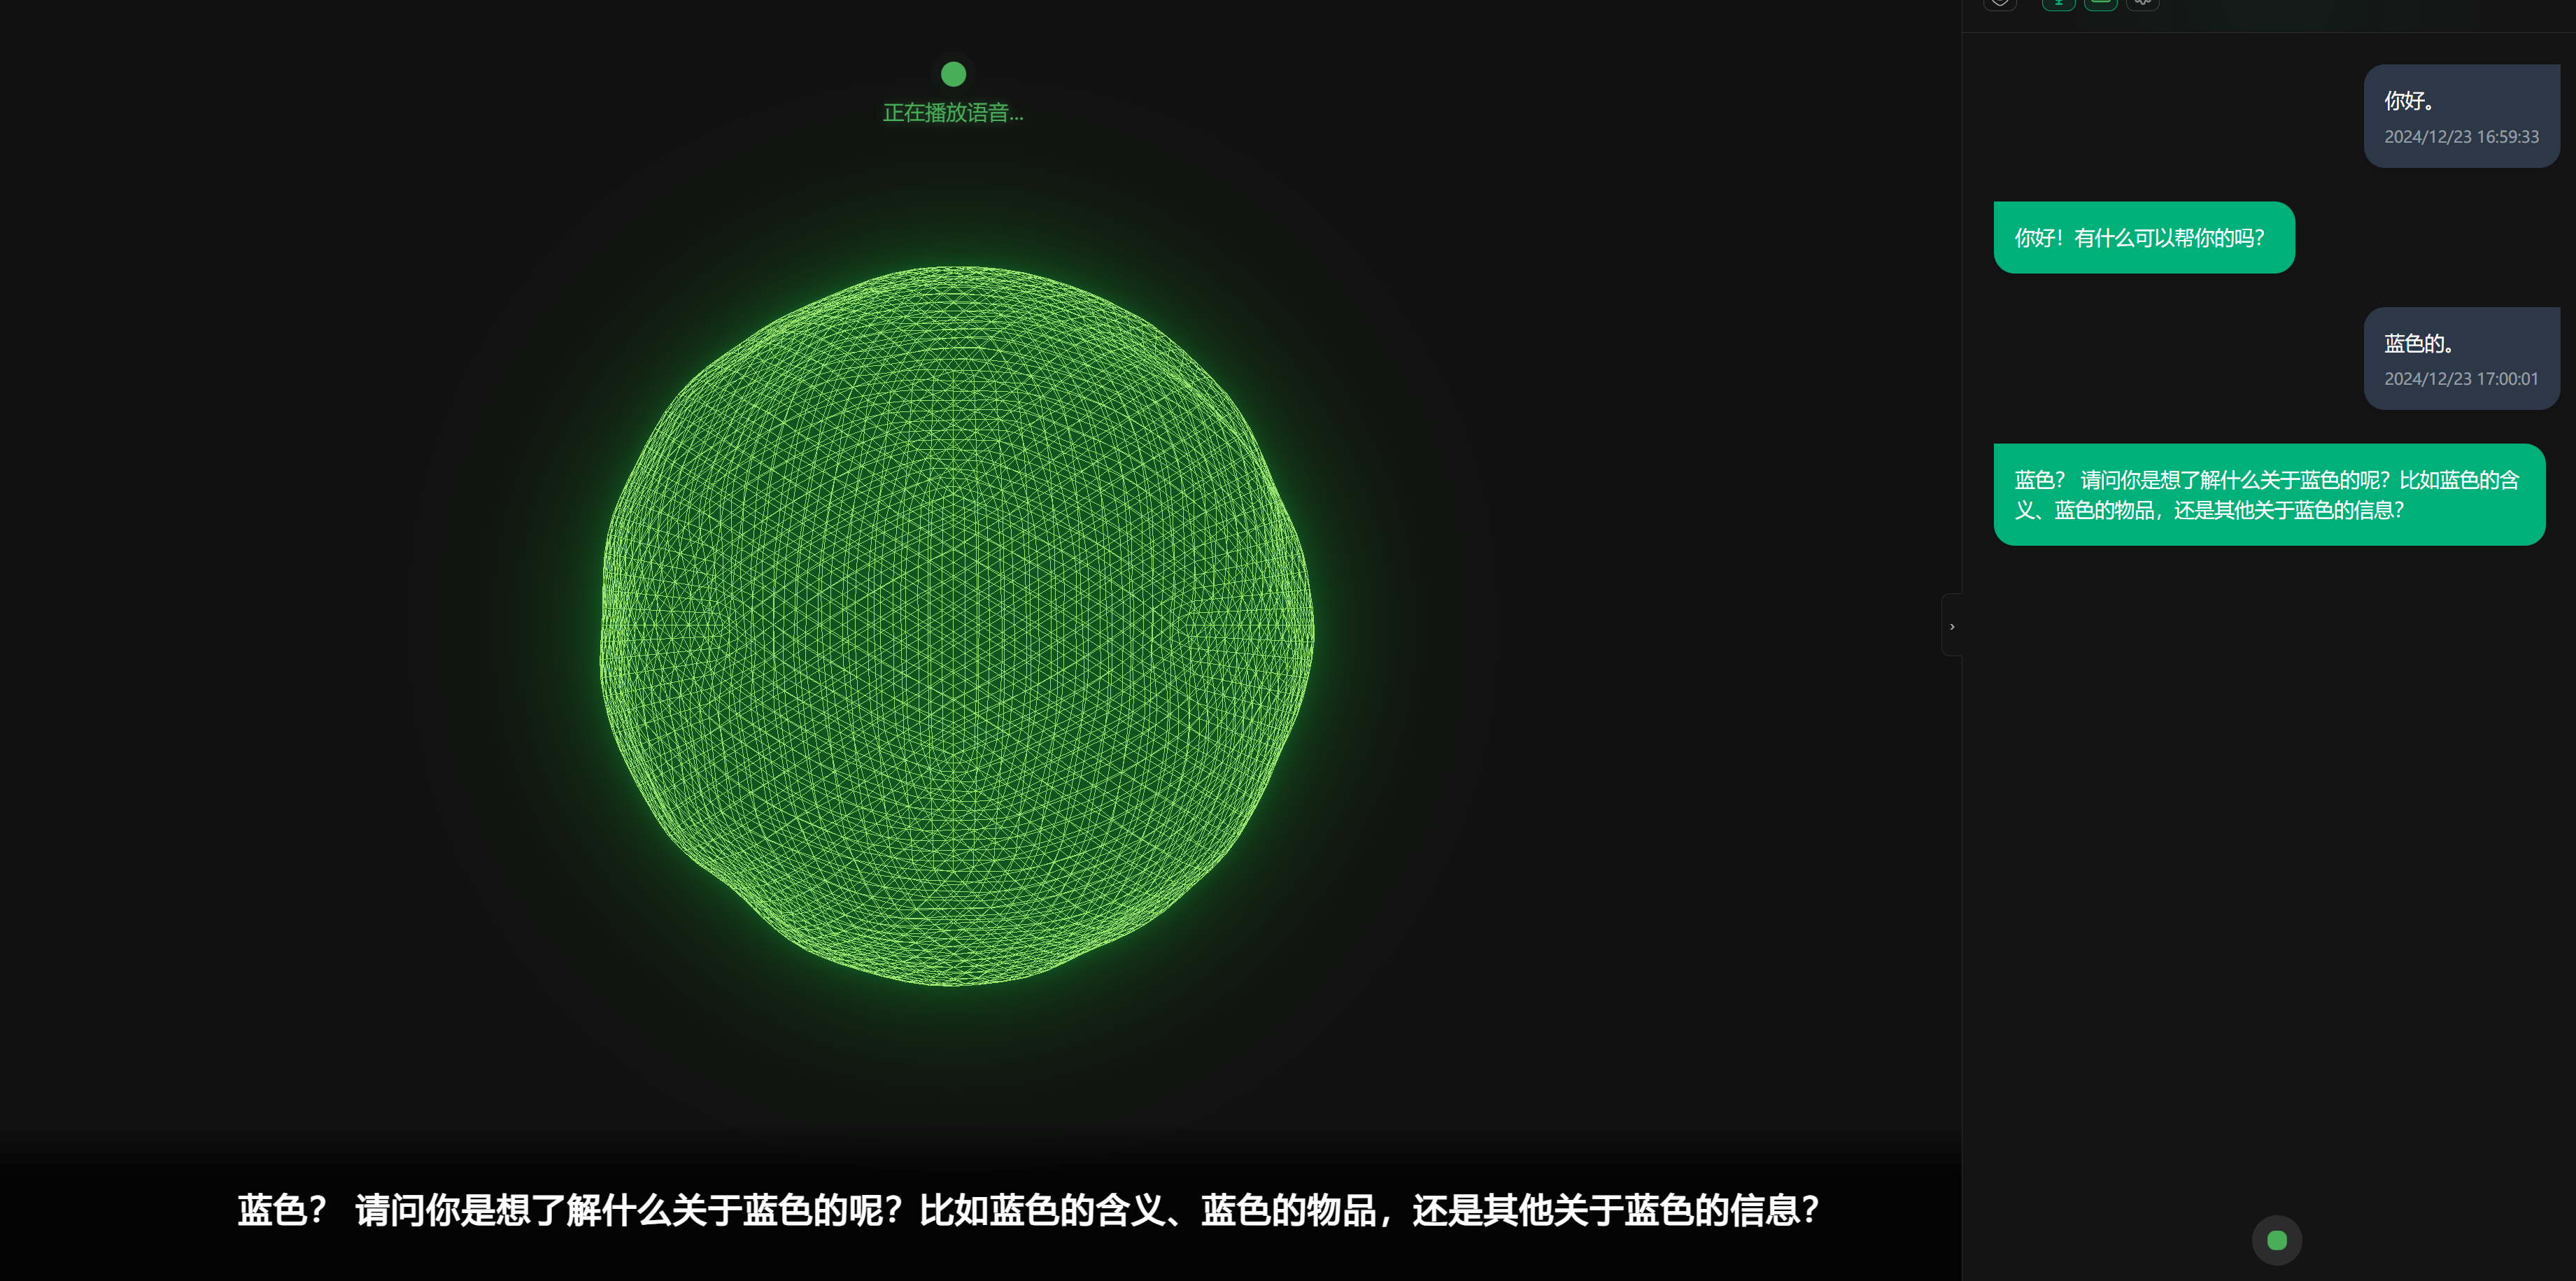 正在播放语音...
蓝色? 请问你是想了解什么关于蓝色的呢?比如蓝色的含义、蓝色的物品，还是其他关于蓝色的信息?
你好。
2024/12/23 16:59:33
你好！有什么可以帮你的吗?
蓝色的。
2024/12/23 17:00:01
蓝色? 请问你是想了解什么关于蓝色的呢?比如蓝色的含
义、蓝色的物品，还是其他关于蓝色的信息?